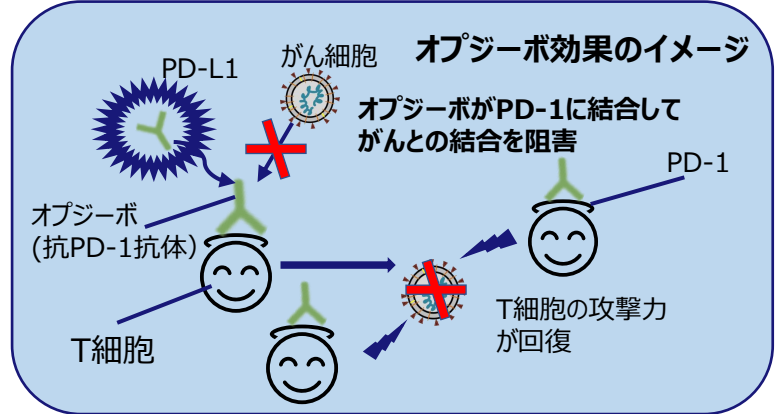 オプジーボ効果のイメージ
PD-L1
がん細胞
オプジーボがPD-1に結合して
がんとの結合を阻害
PD-1
オプジーボ
(抗PD-1抗体）
T細胞の攻撃力
が回復
T細胞